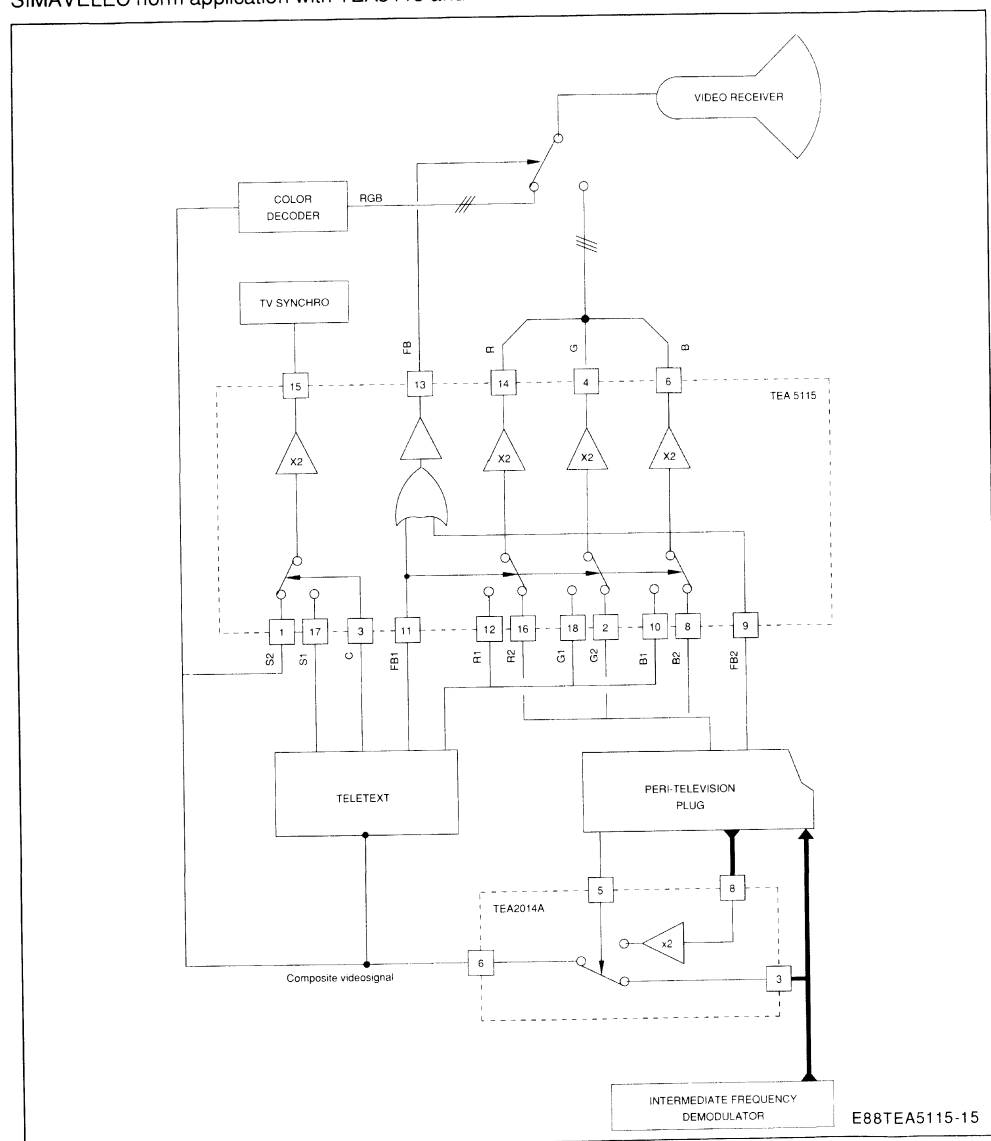 SIMAVELEC norm application with TEA5115 and
VIDEO RECEIVER
COLOR
DECODER
RGB
TV SYNCHRO
FB
R
G
B
15
13
14
4
6
TEA 5115
X2
X2
X2
X2
1
17
3
11
12
16
18
2
10
8
9
S2
S1
C
FB1
R1
R2
G1
G2
B1
B2
FB2
TELETEXT
PERI-TELEVISION
PLUG
5
8
TEA2014A
x2
6
3
Composite videosignal
INTERMEDIATE FREQUENCY
DEMODULATOR
E88TEA5115-15